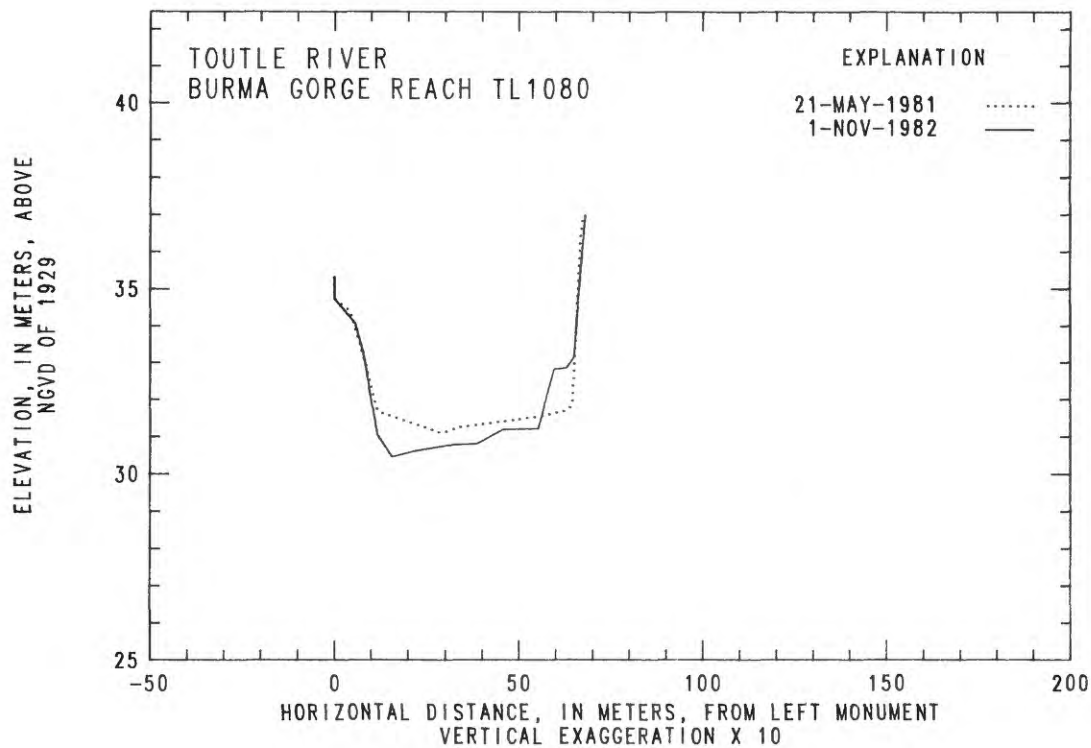 TOUTLE RIVER
BURMA GORGE REACH TL1080
EXPLANATION
21-MAY-1981
1-NOV-1982
ELEVATION, IN METERS, ABOVE
NGVD OF 1929
40
35
30
25
-50
0
50
100
150
200
HORIZONTAL DISTANCE, IN METERS, FROM LEFT MONUMENT
VERTICAL EXAGGERATION X 10